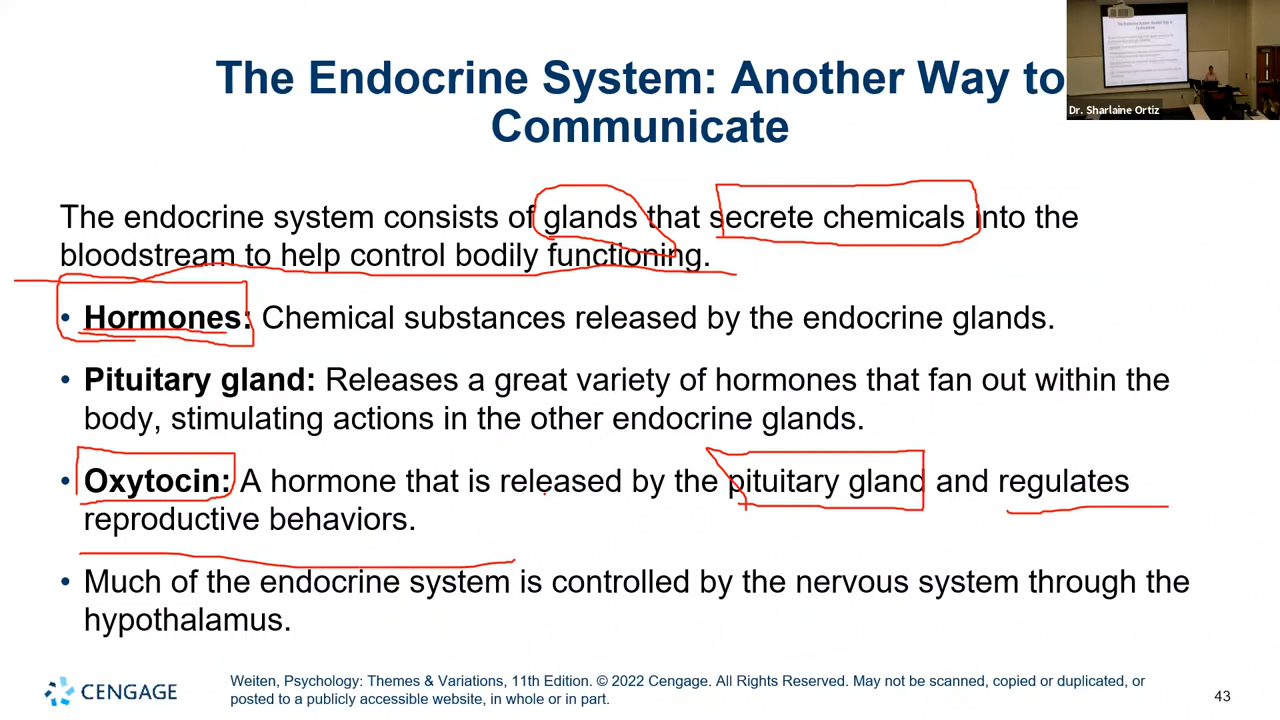 The Endocrine System: Another Way to
Communicate
Dr. Sharlaine Ortiz
The endocrine system consists of glands that secrete chemicals into the
bloodstream to help control bodily functioning.
• Hormones: Chemical substances released by the endocrine glands.
• Pituitary gland: Releases a great variety of hormones that fan out within the
body, stimulating actions in the other endocrine glands.
• Oxytocin: A hormone that is released by the pituitary gland and regulates
reproductive behaviors.
• Much of the endocrine system is controlled by the nervous system through the
hypothalamus.
CENGAGE
Weiten, Psychology: Themes & Variations, 11th Edition. © 2022 Cengage. All Rights Reserved. May not be scanned, copied or duplicated, or
posted to a publicly accessible website, in whole or in part.
43